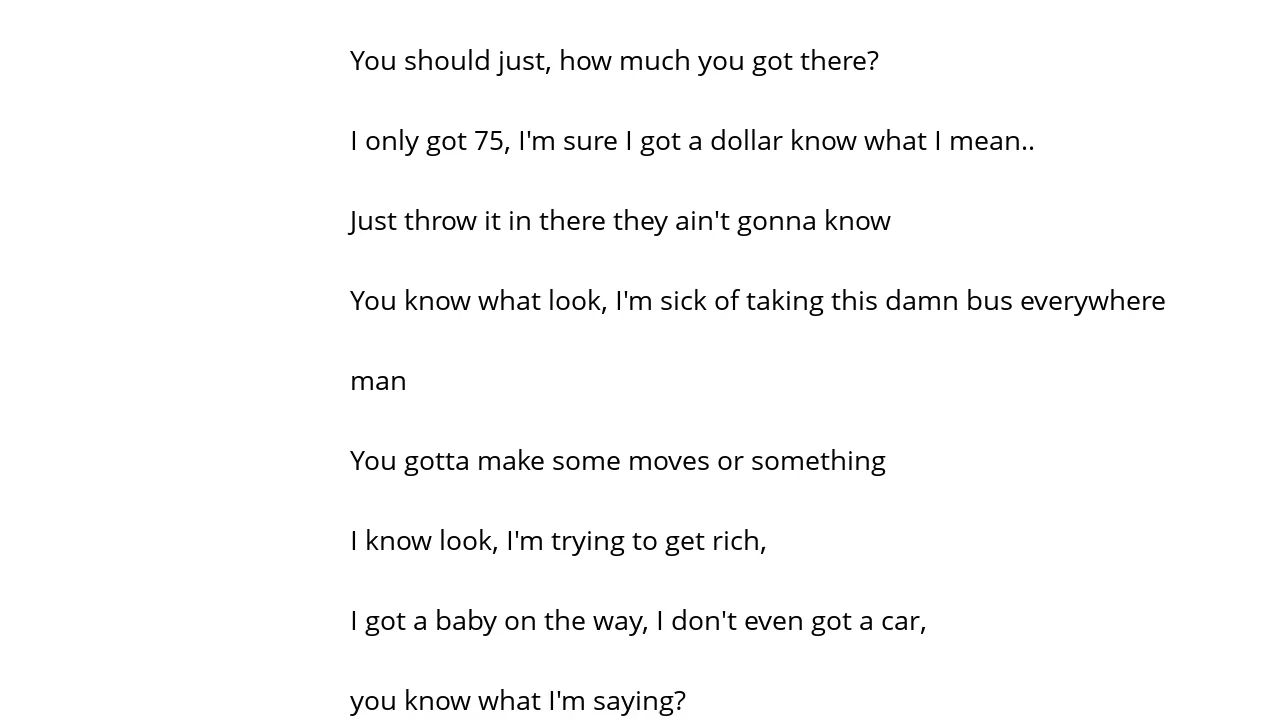 You should just, how much you got there?
I only got 75, I'm sure I got a dollar know what I mean..
Just throw it in there they ain't gonna know
You know what look, I'm sick of taking this damn bus everywhere
man
You gotta make some moves or something
I know look, I'm trying to get rich,
I got a baby on the way, I don't even got a car,
you know what I'm saying?